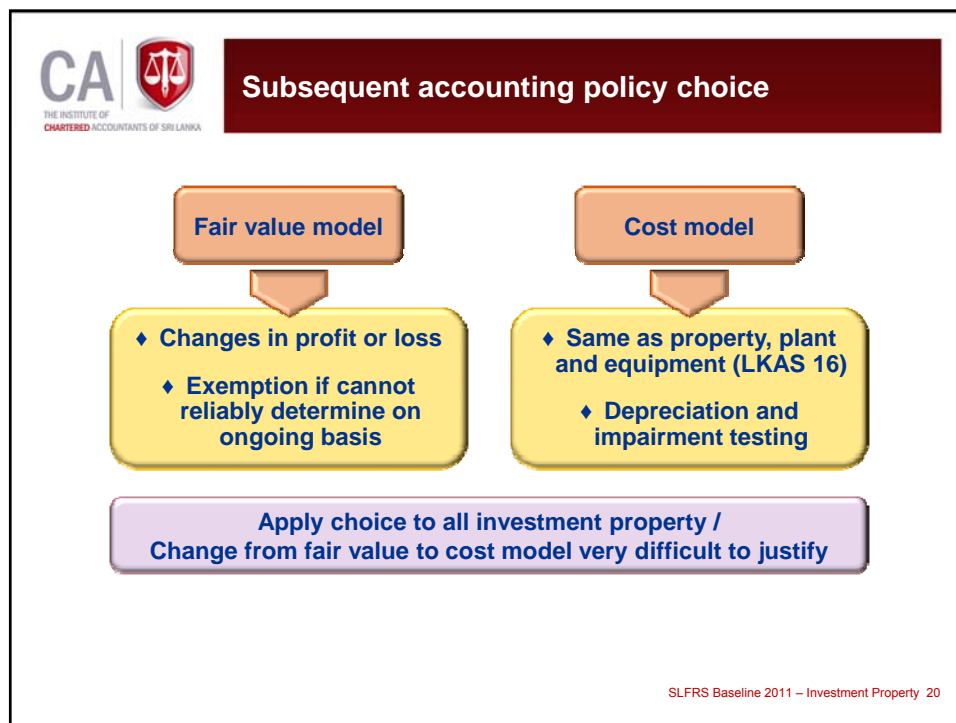 CA
THE INSTITUTE OF
CHARTERED ACCOUNTANTS OF SRI LANKA
Subsequent accounting policy choice
Fair value model
♦ Changes in profit or loss
♦ Exemption if cannot
reliably determine on
ongoing basis
Cost model
♦ Same as property, plant
and equipment (LKAS 16)
♦ Depreciation and
impairment testing
Apply choice to all investment property /
Change from fair value to cost model very difficult to justify
SLFRS Baseline 2011 – Investment Property 20